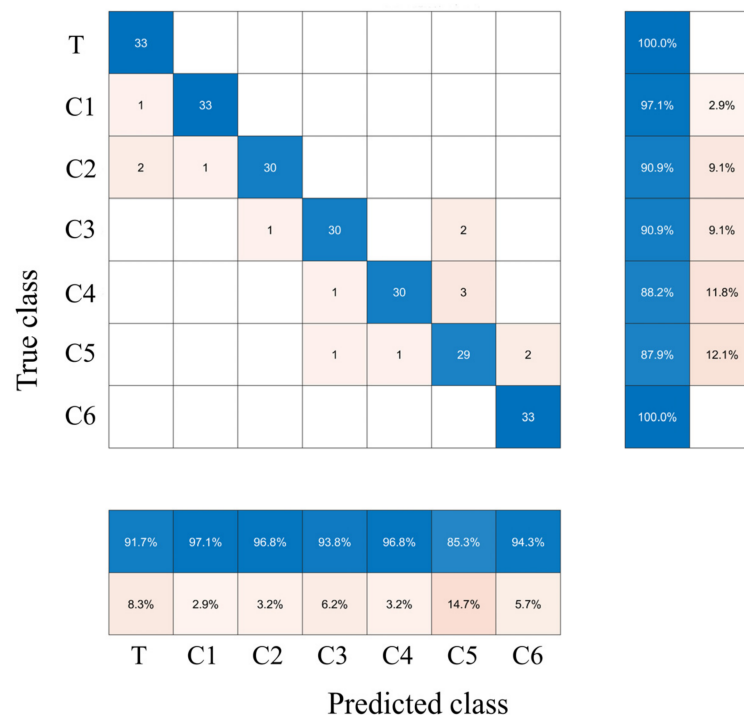 T 33 100.0%
C1 1 33 97.1% 2.9%
C2 2 1 30 90.9% 9.1%
C3 1 30 2 90.9% 9.1%
C4 1 30 3 88.2% 11.8%
C5 1 1 29 2 87.9% 12.1%
C6 33 100.0%
True class
91.7% 97.1% 96.8% 93.8% 96.8% 85.3% 94.3%
8.3% 2.9% 3.2% 6.2% 3.2% 14.7% 5.7%
T C1 C2 C3 C4 C5 C6
Predicted class